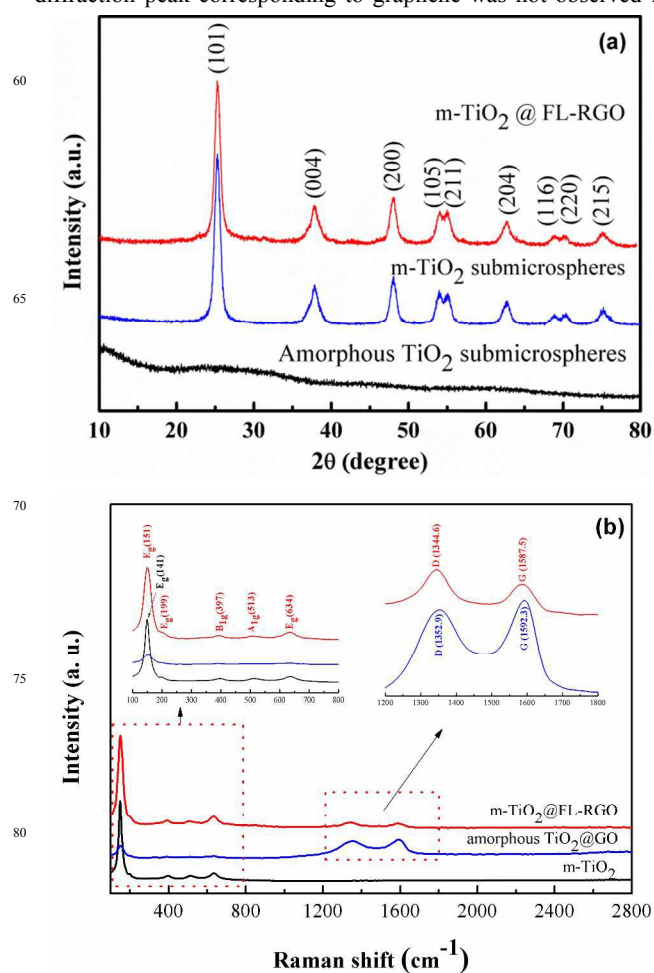 diffraction peak corresponding to graphene was not observed
(a)
60
65
(101)
(004)
(200)
(105)
(211)
(204)
(116)
(220)
(215)
m-TiO2 @ FL-RGO
m-TiO2 submicrospheres
Amorphous TiO2 submicrospheres
Intensity (a.u.)
10 20 30 40 50 60 70 80
2θ (degree)
70
75
80
(b)
Eg(151)
Eg(141)
Eg(199)
B1g(397)
A1g(513)
Eg(634)
100 200 300 400 500 600 700 800
D (1344.6)
G (1587.5)
D (1352.9)
G (1592.3)
1200 1300 1400 1500 1600 1700 1800
m-TiO2@FL-RGO
amorphous TiO2@GO
m-TiO2
Intensity (a. u.)
400 800 1200 1600 2000 2400 2800
Raman shift (cm-1)